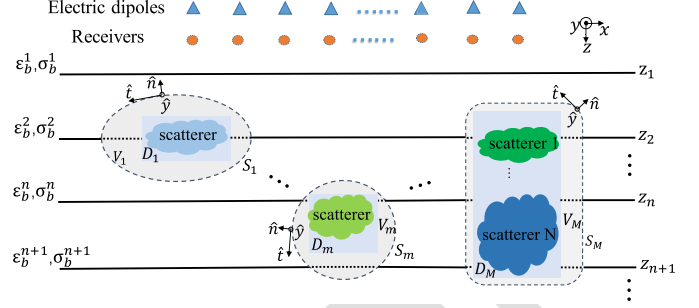 Electric dipoles
Receivers
y x
z
ε_b^1,σ_b^1 z_1
t̂ n̂
ŷ
t̂ n̂
ŷ
ε_b^2,σ_b^2 scatterer scatterer 1 z_2
V_1 D_1 S_1
ε_b^n,σ_b^n z_n
scatterer
n̂ ŷ V_m scatterer N V_M
t̂ D_m S_m S_M
ε_b^{n+1},σ_b^{n+1} D_M z_{n+1}